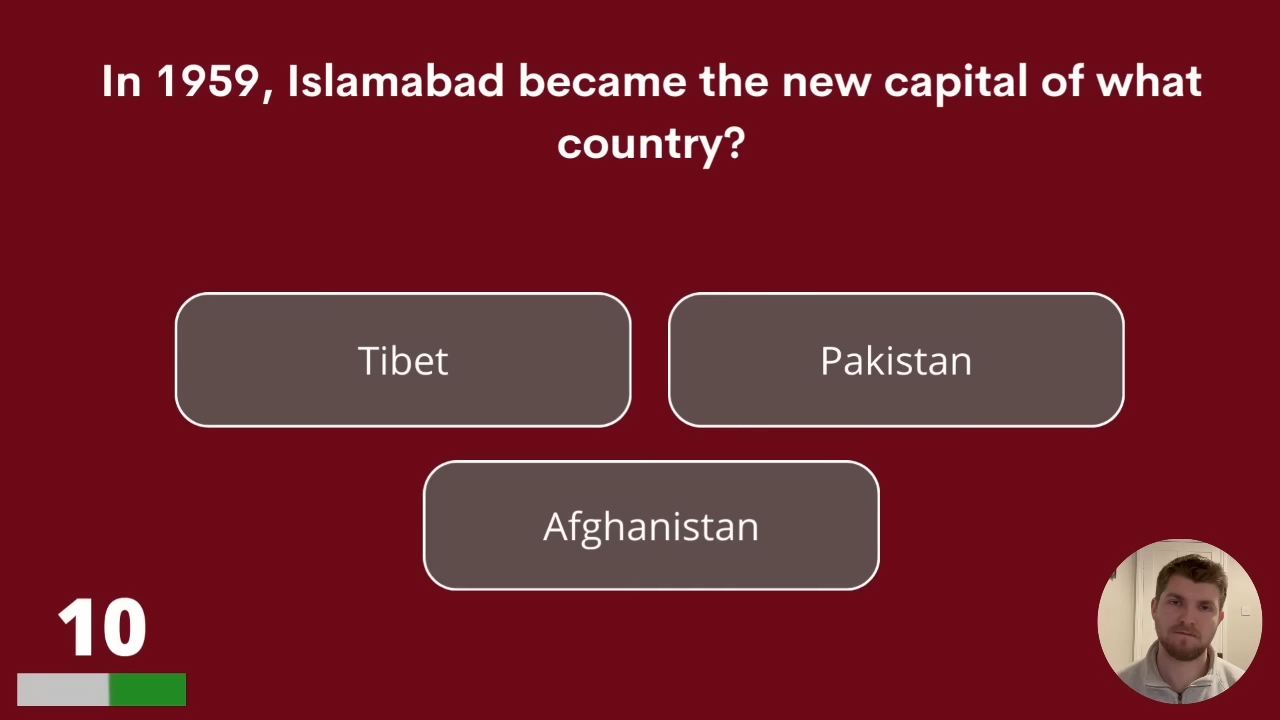 In 1959, Islamabad became the new capital of what
country?
Tibet
Pakistan
Afghanistan
10